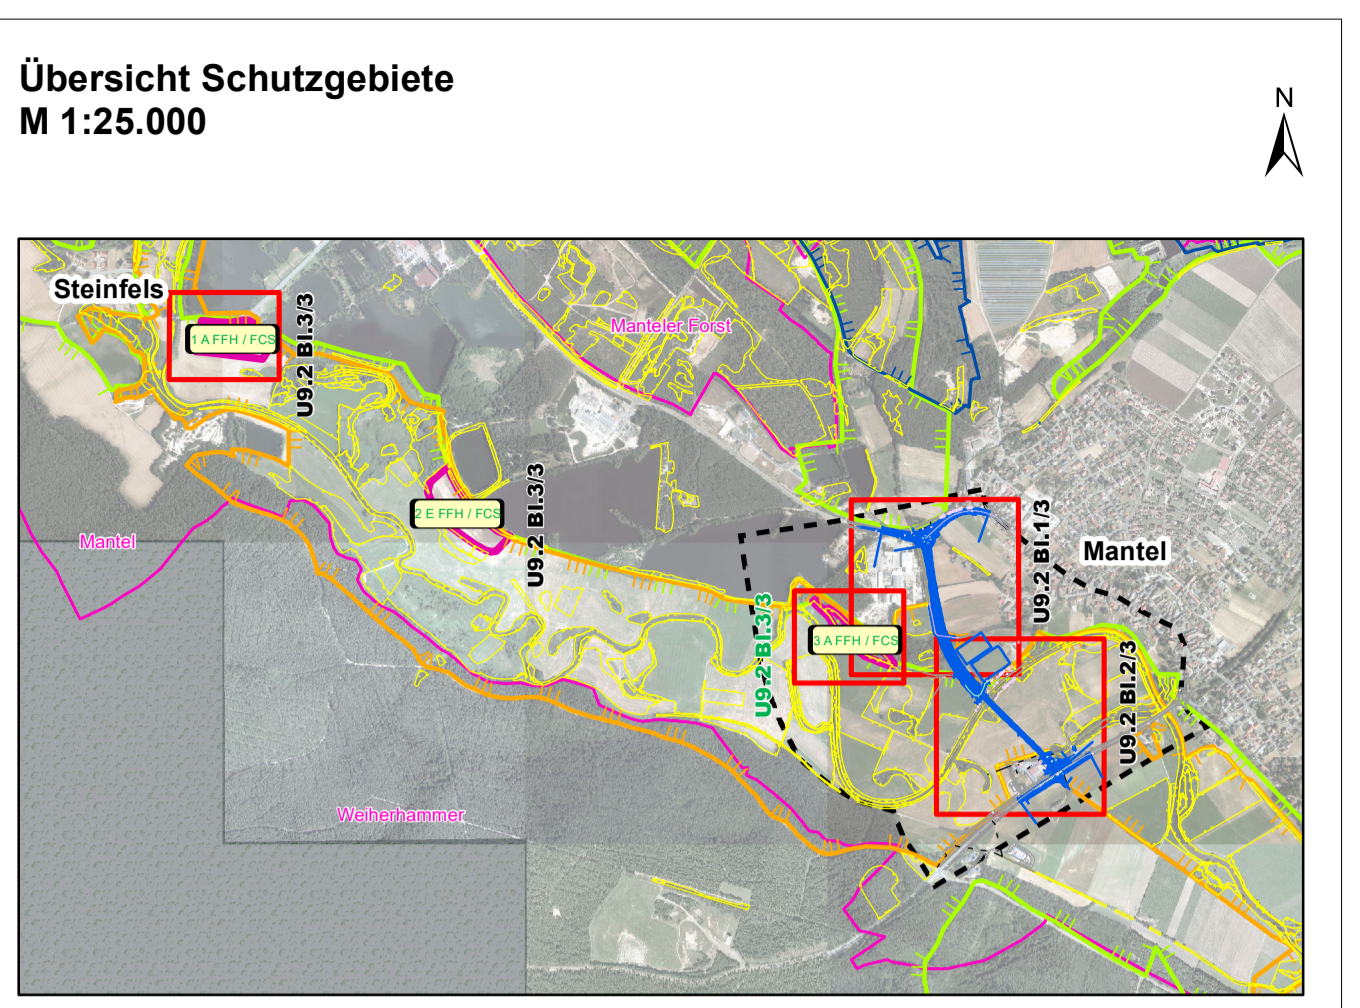 Übersicht Schutzgebiete
M 1:25.000
N
Steinfels
1 A FFH / FCS
U9.2 Bl.3/3
Manteler Forst
2 E FFH / FCS
U9.2 Bl.3/3
Mantel
U9.2 Bl.1/3
Mantel
3 A FFH / FCS
U9.2 Bl.3/3
U9.2 Bl.2/3
Weiherhammer